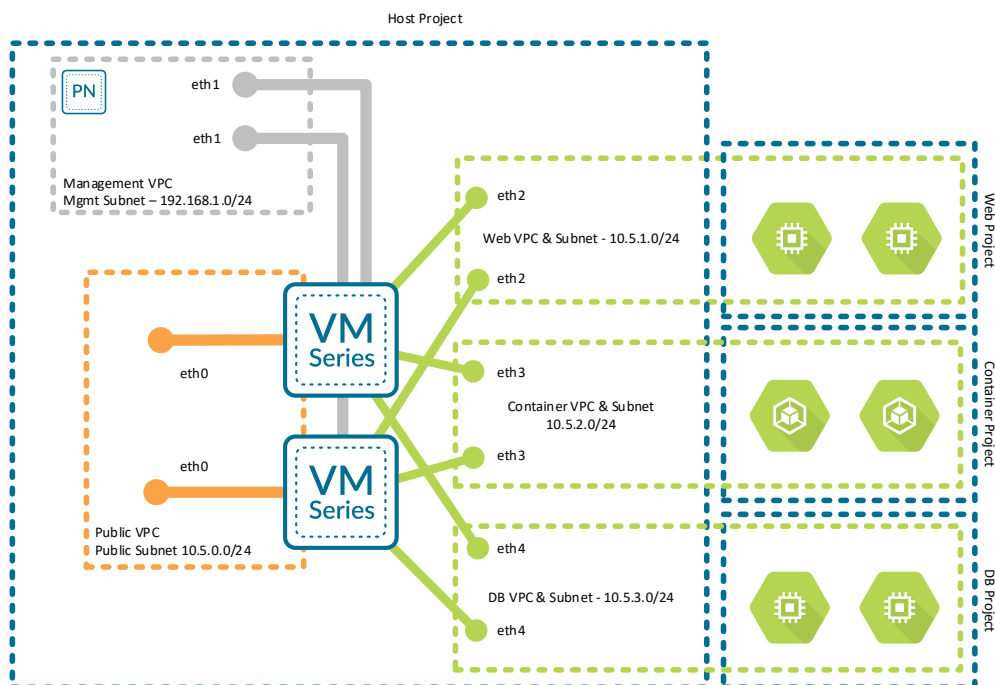 Host Project
PN
eth1
eth1
Management VPC
Mgmt Subnet – 192.168.1.0/24
eth2
Web VPC & Subnet - 10.5.1.0/24
eth2
Web Project
VM
Series
eth0
eth3
Container VPC & Subnet
10.5.2.0/24
eth3
Container Project
eth0
VM
Series
Public VPC
Public Subnet 10.5.0.0/24
eth4
DB VPC & Subnet - 10.5.3.0/24
eth4
DB Project